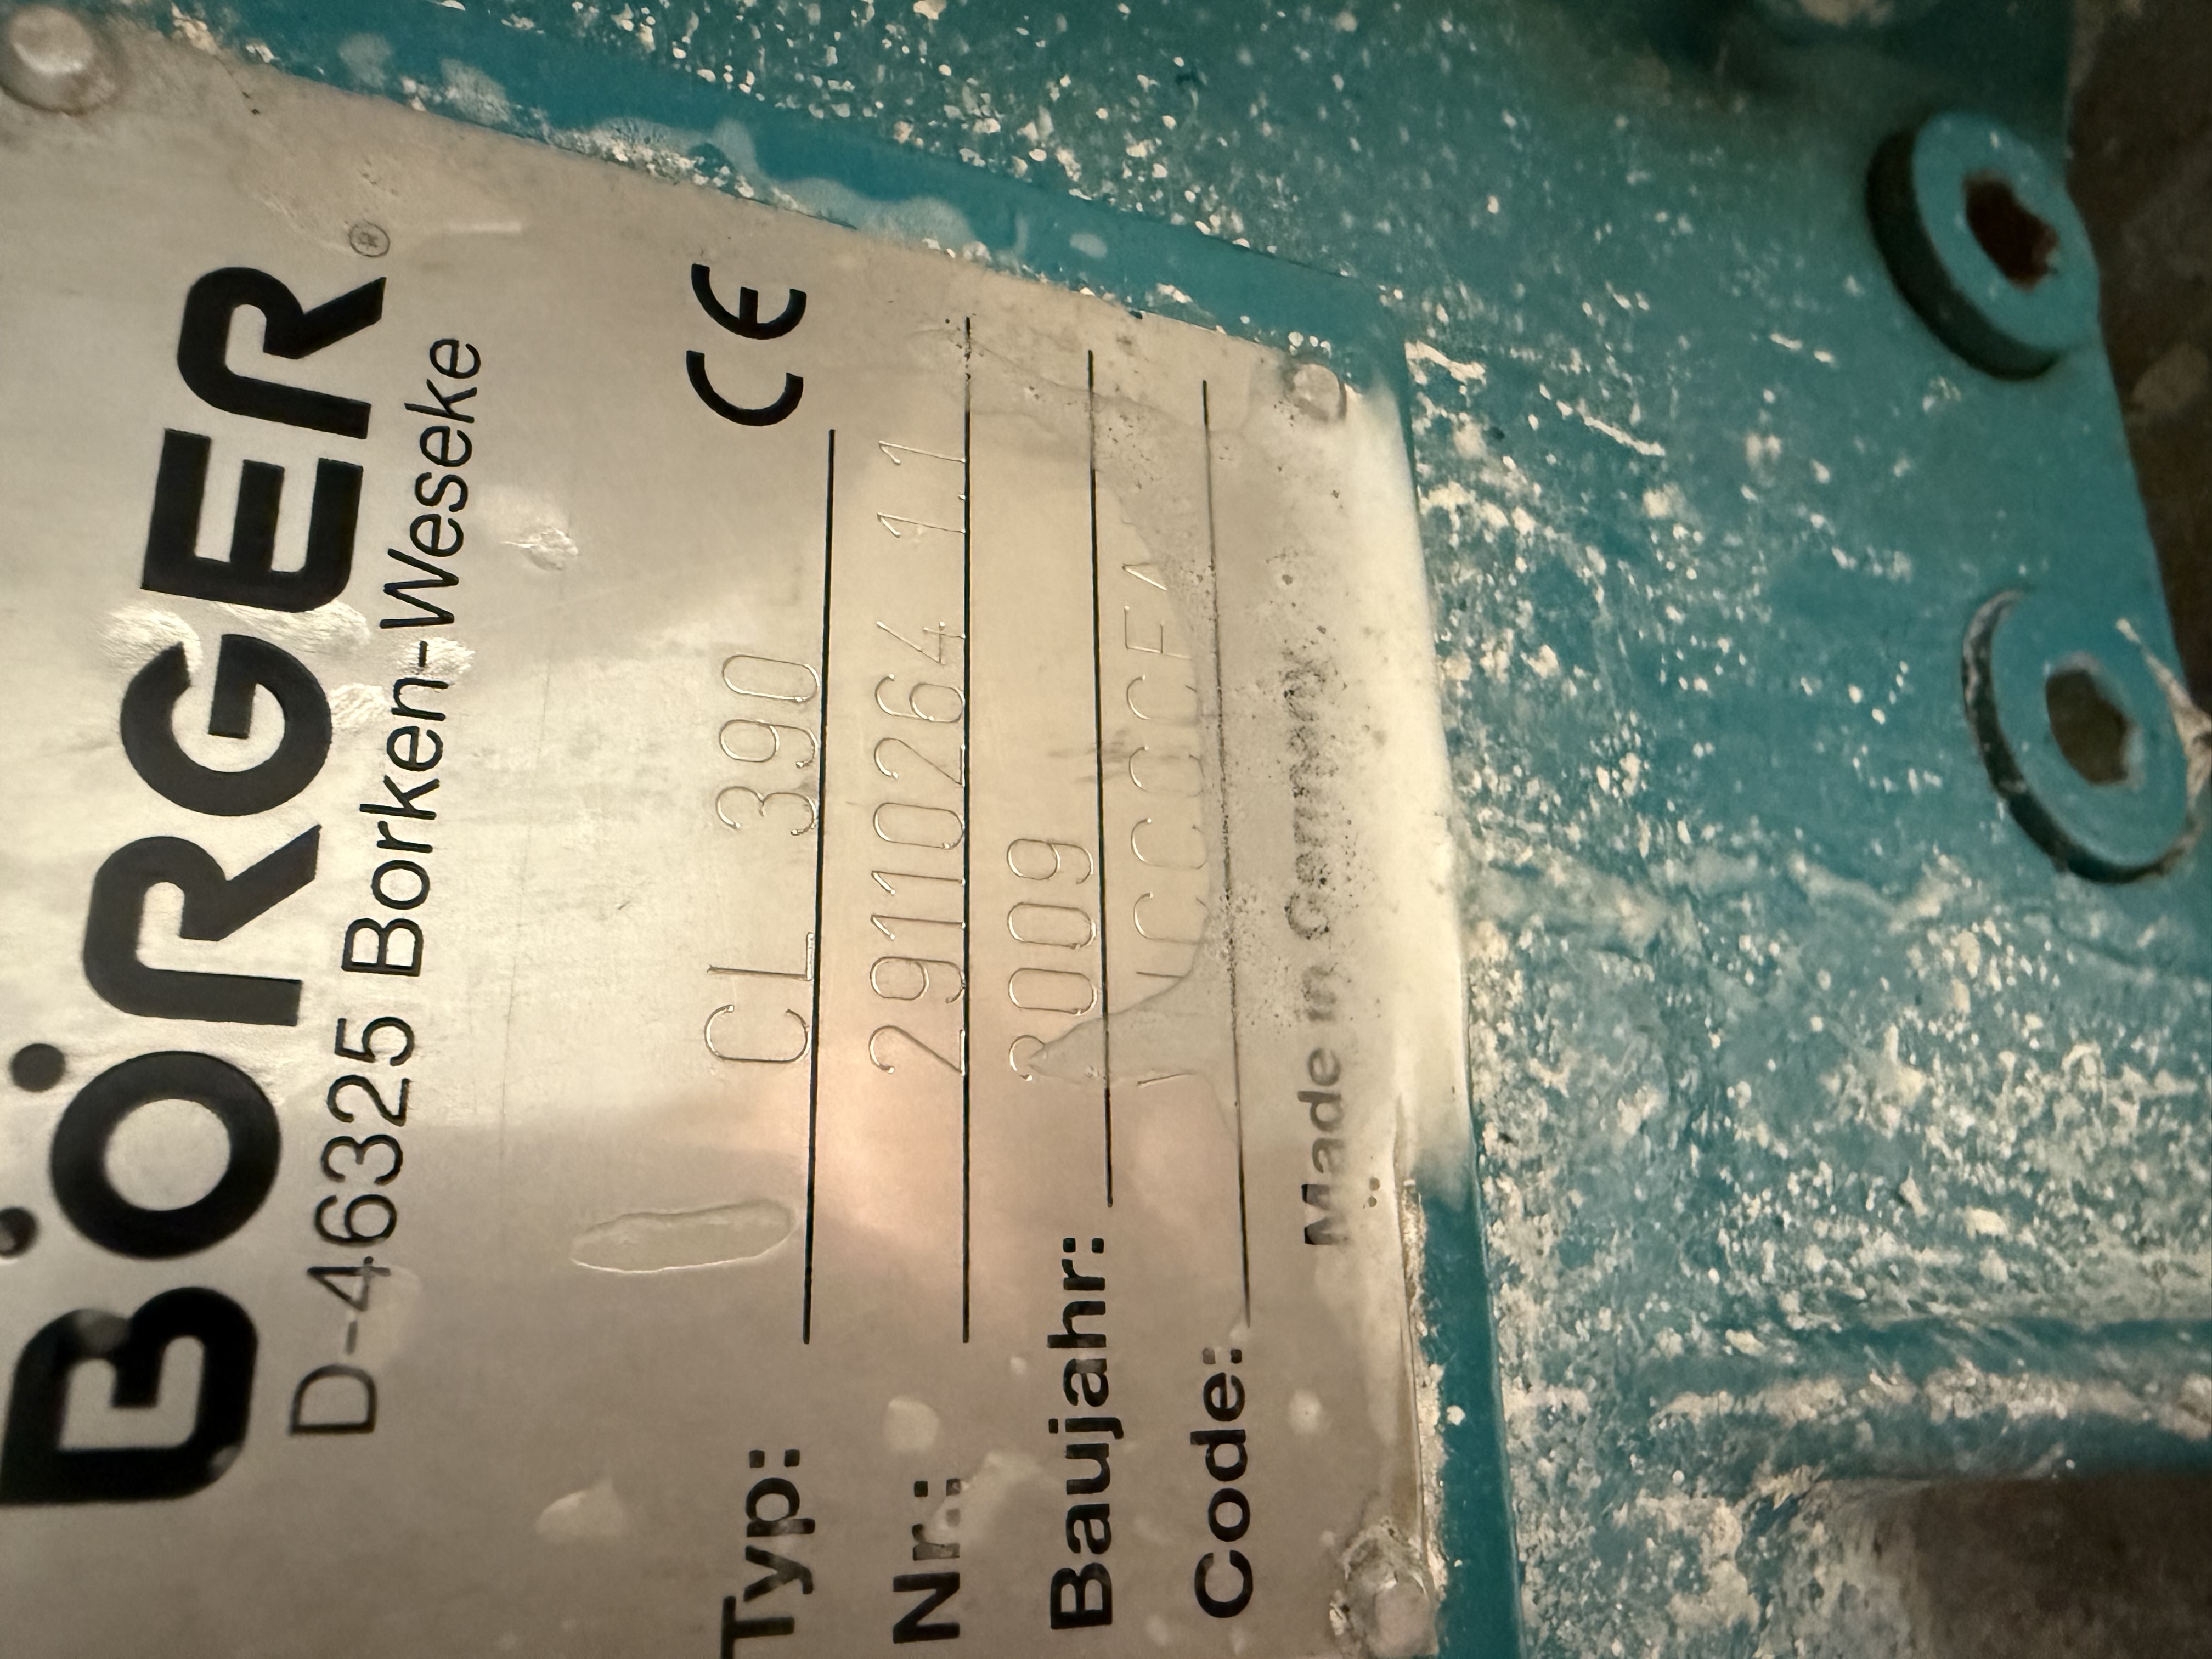 BÖRGER®
D-46325 Borken-Weseke
CE
Typ: CL 390
Nr.: 29110264 1.1
Baujahr: 2009
Code:
Made in Germany